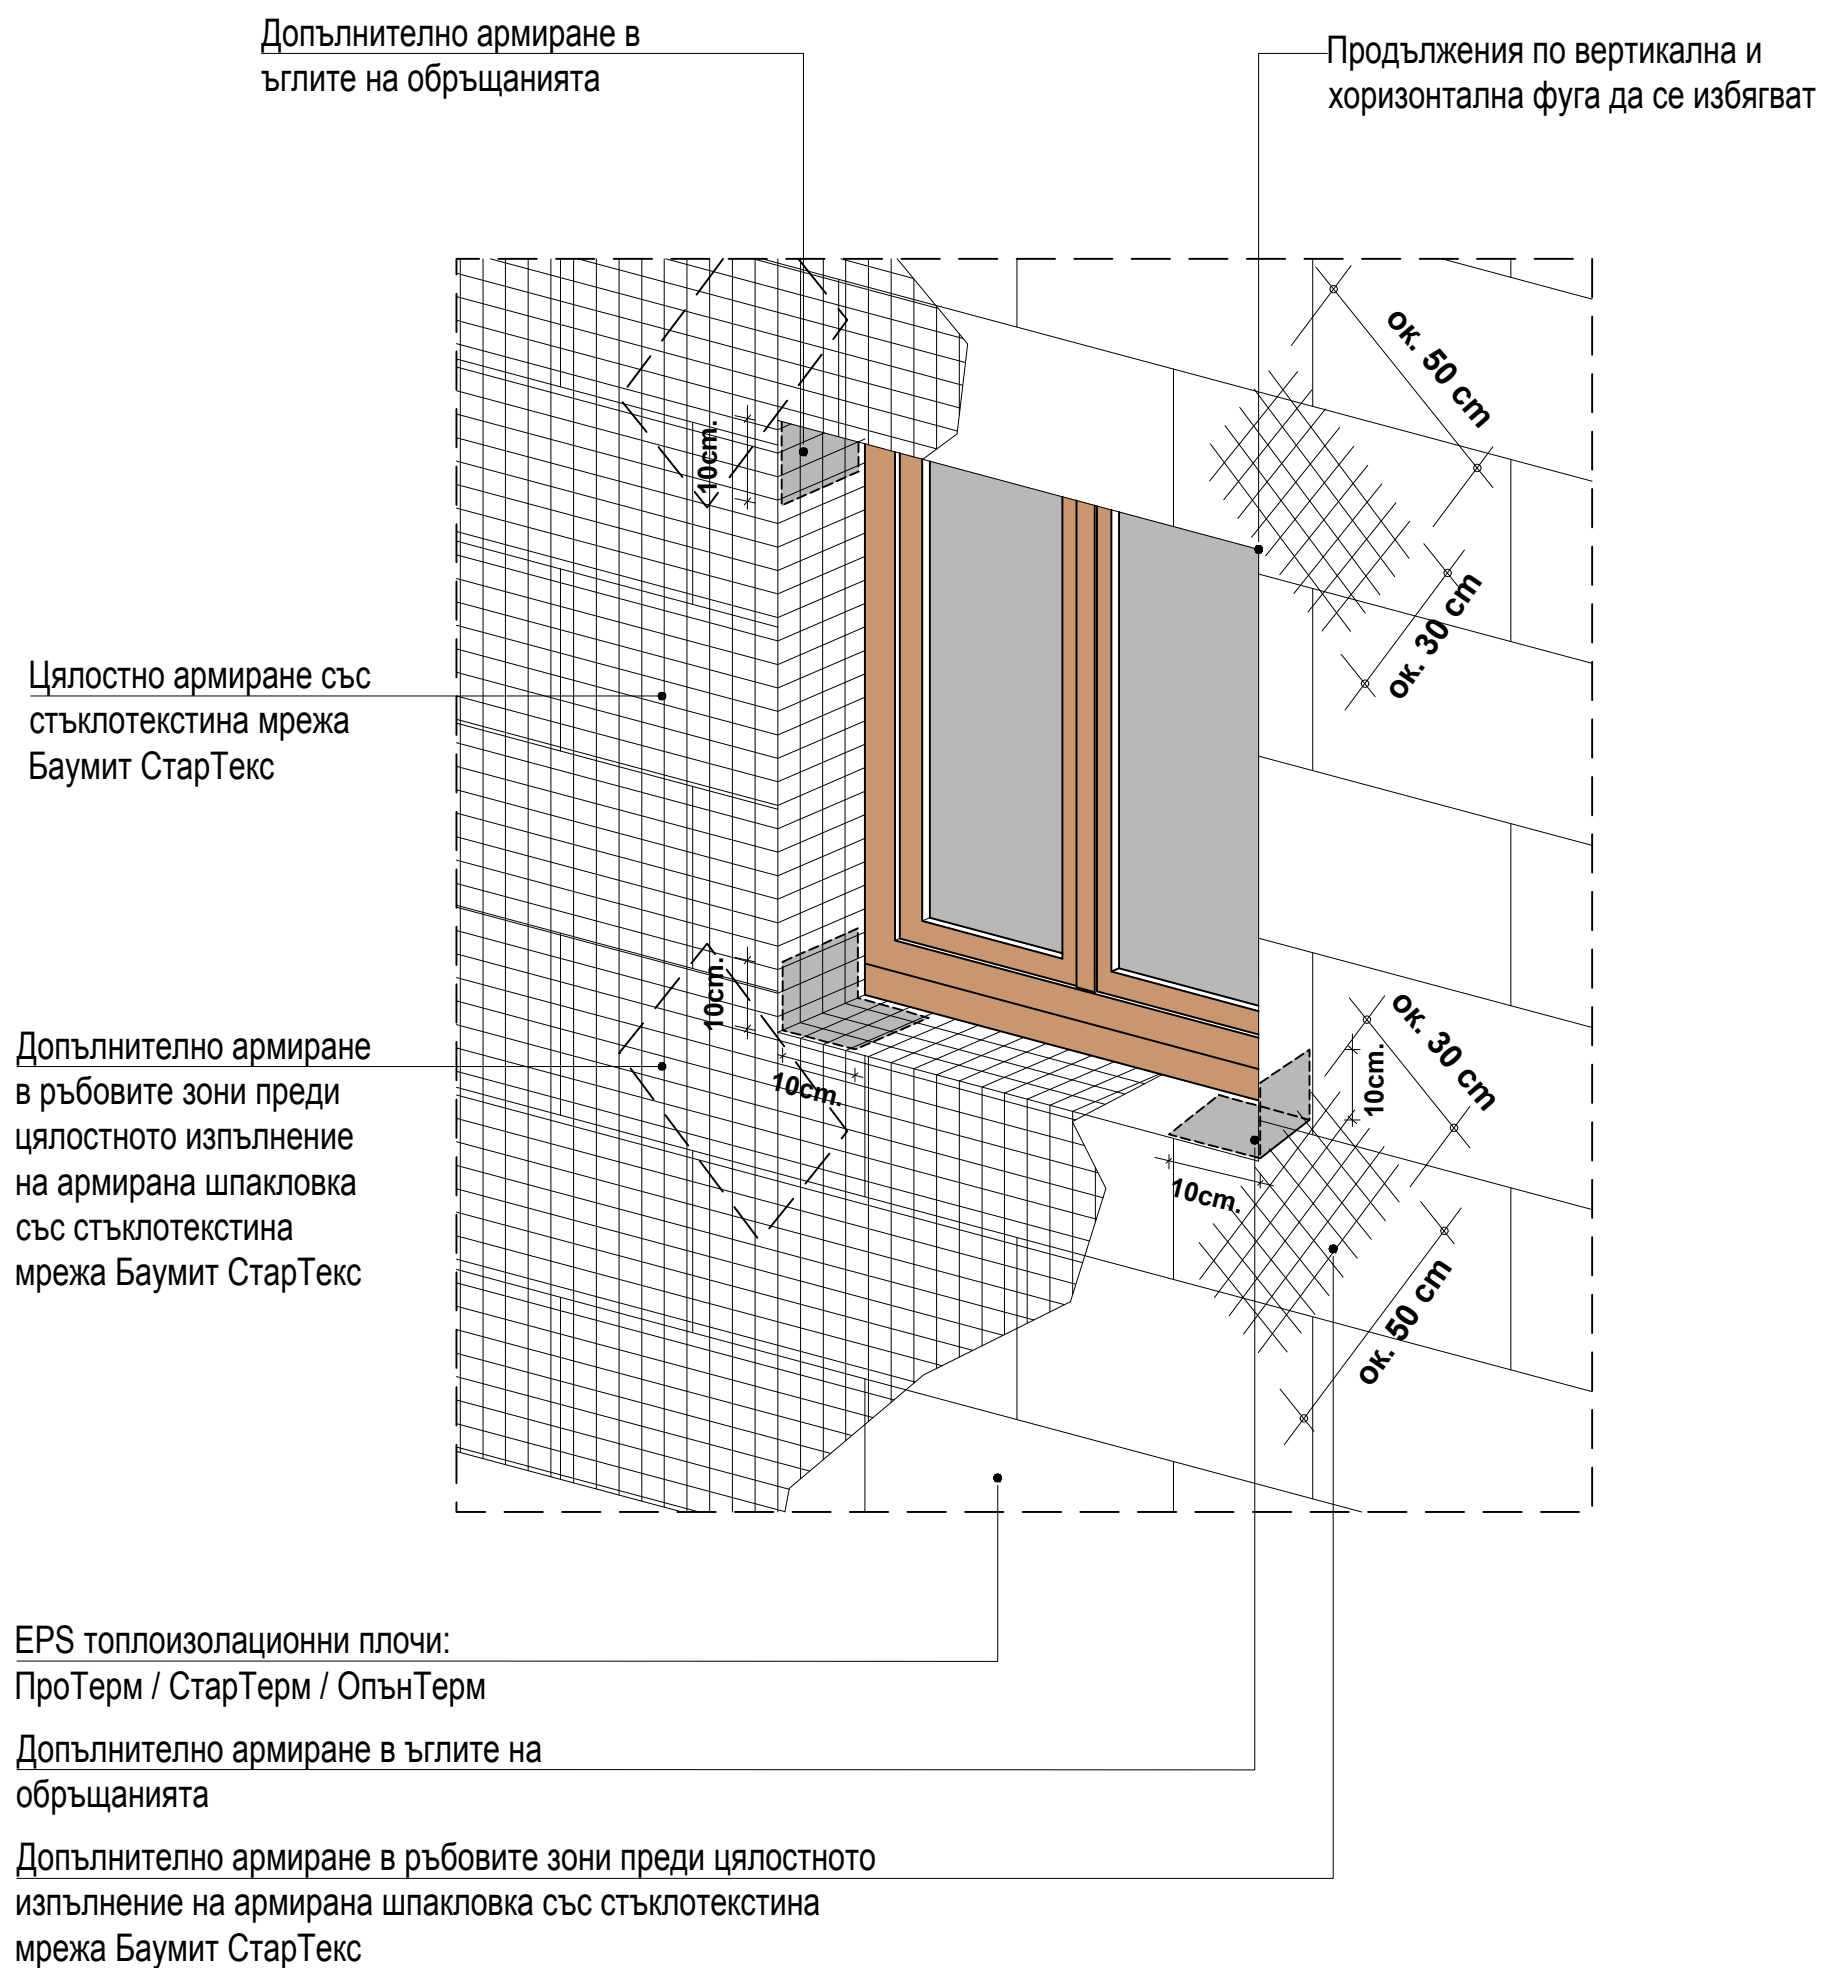 Допълнително армиране в
ъглите на обръщанията
Продължения по вертикална и
хоризонтална фуга да се избягват
ок. 50 cm
10cm.
ок. 30 cm
Цялостно армиране със
стъклотекстина мрежа
Баумит СтарТекс
10cm.
10cm.
ок. 30 cm
10cm.
10cm.
ок. 50 cm
Допълнително армиране
в ръбовите зони преди
цялостното изпълнение
на армирана шпакловка
със стъклотекстина
мрежа Баумит СтарТекс
EPS топлоизолационни плочи:
ПроТерм / СтарТерм / ОпънТерм
Допълнително армиране в ъглите на
обръщанията
Допълнително армиране в ръбовите зони преди цялостното
изпълнение на армирана шпакловка със стъклотекстина
мрежа Баумит СтарТекс